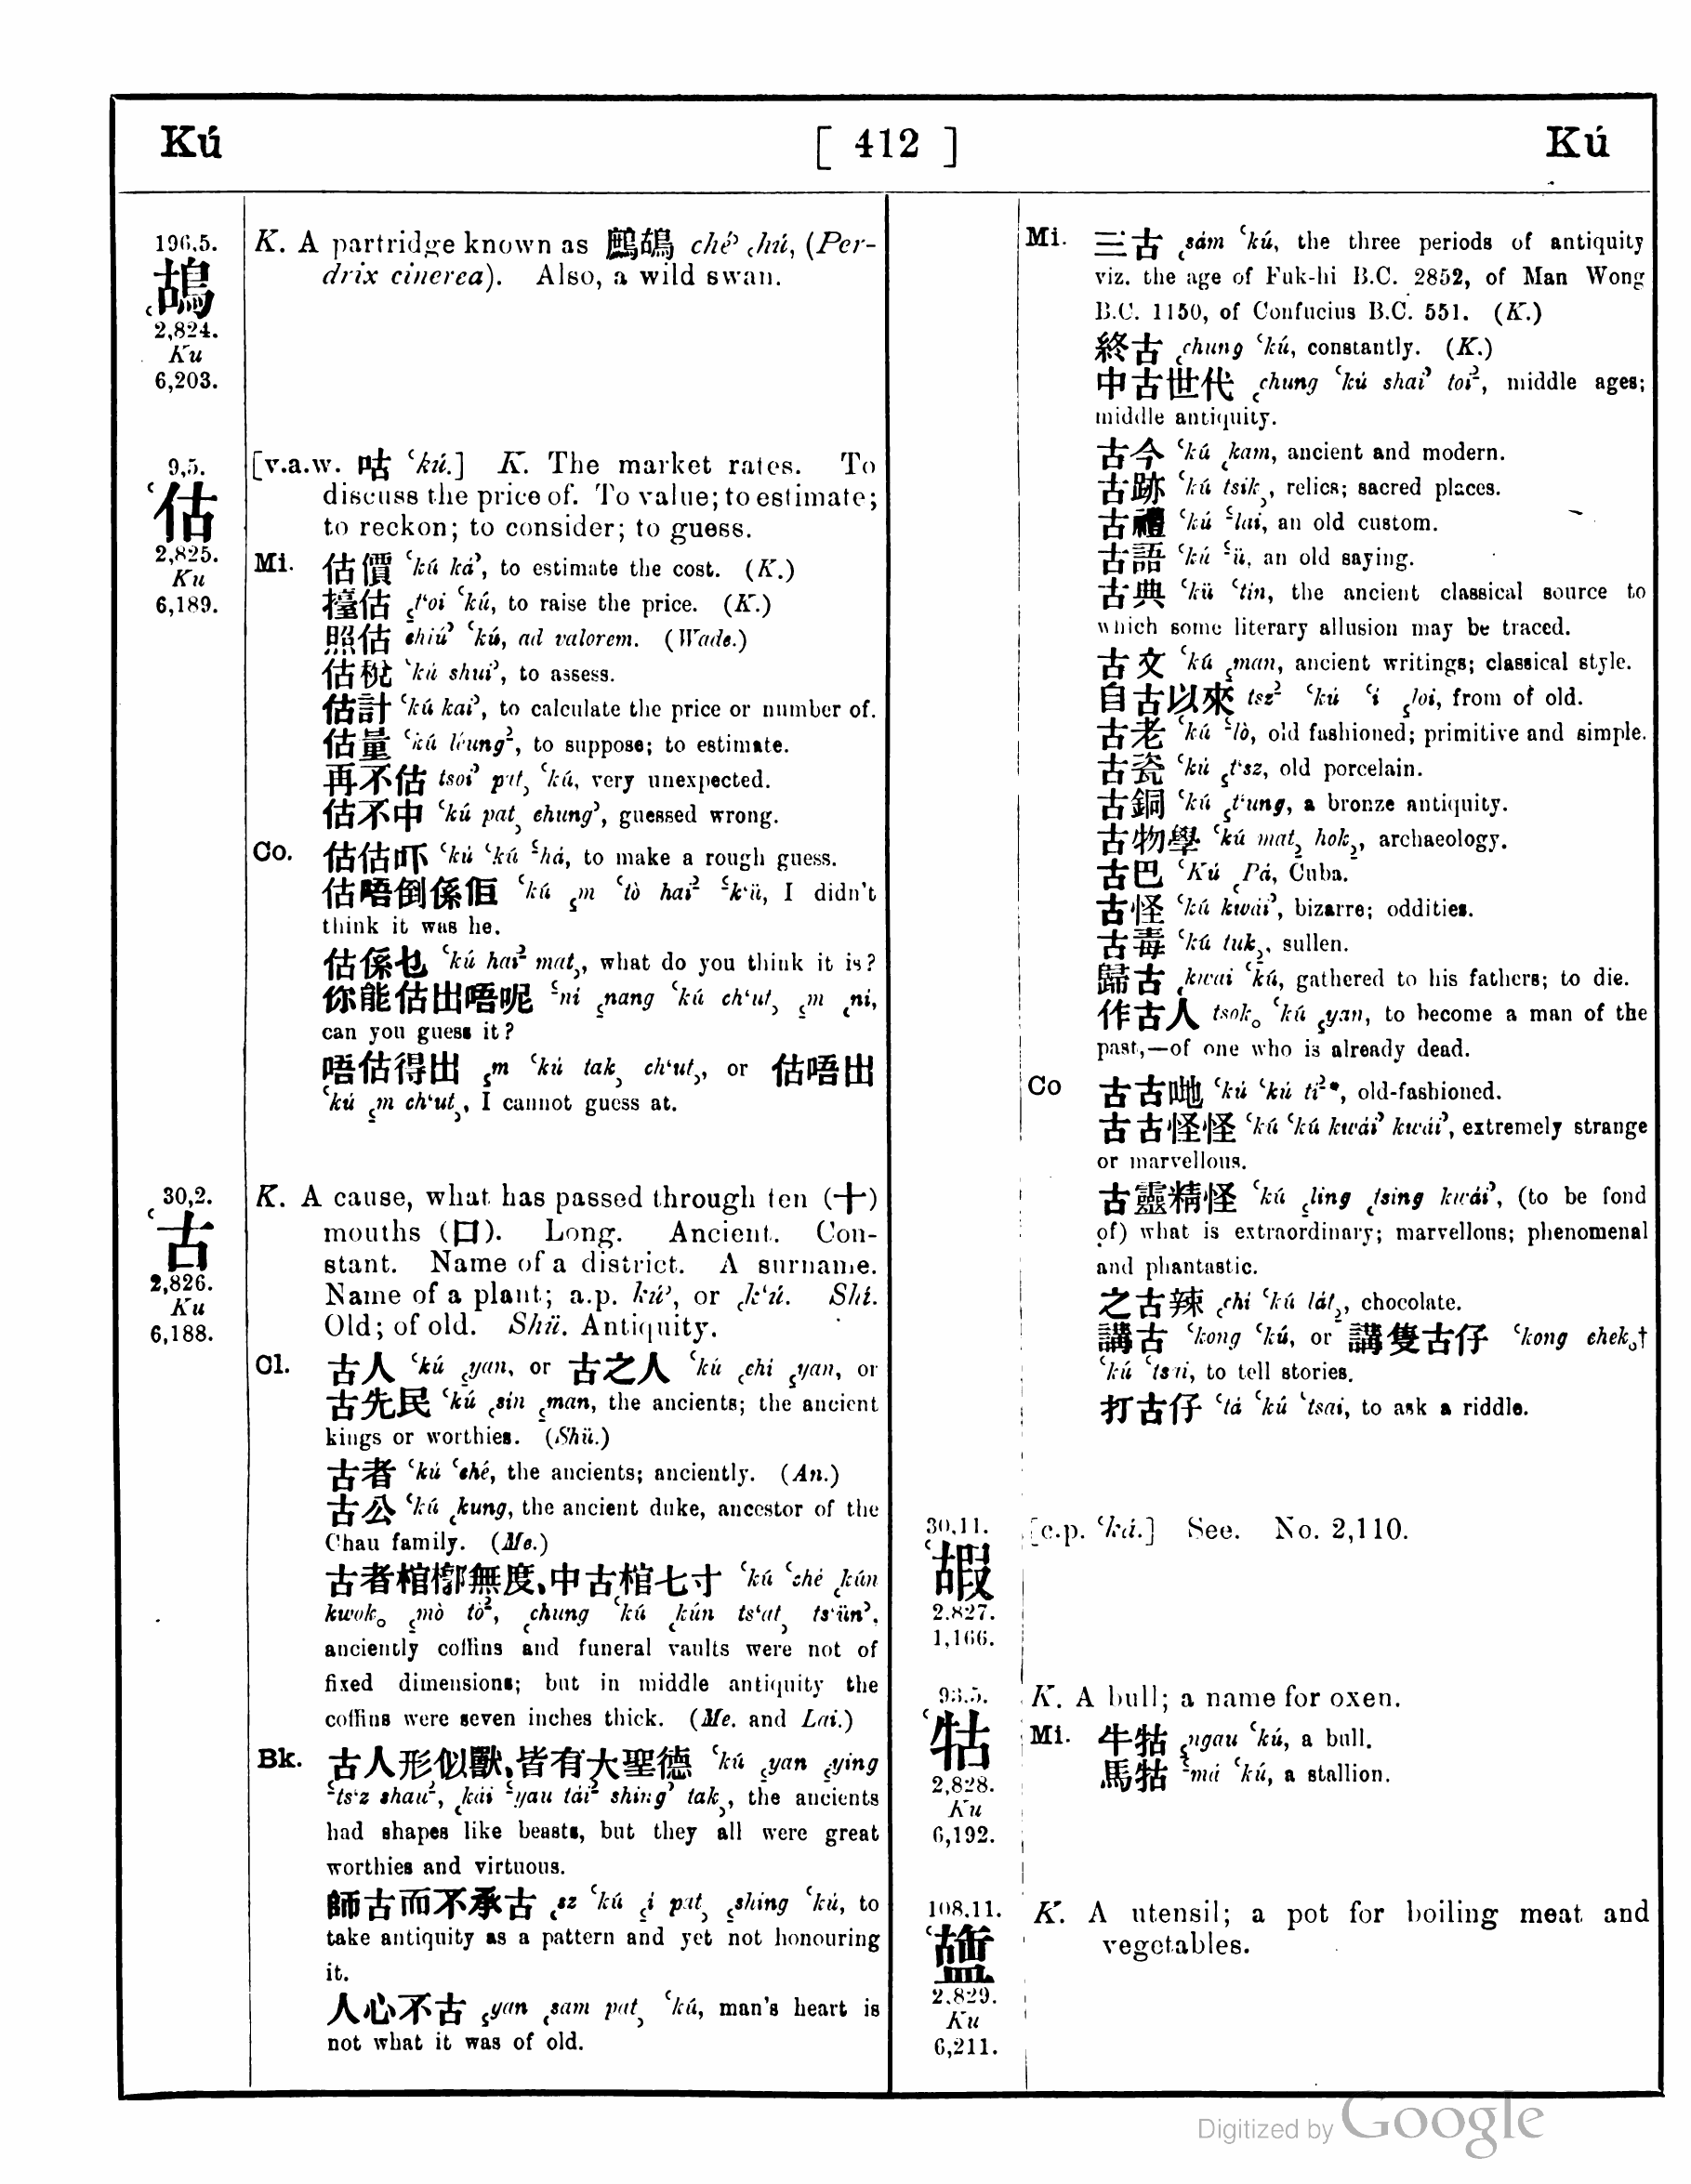 Kú [ 412 ] Kú
196,5.
鴣
2,824.
Ku
6,203.
K. A partridge known as 鷓鴣 ché꜄ ꜀kú, (Per-
drix cinerea). Also, a wild swan.
9,5.
꜂估
2,825.
Ku
6,189.
[v.a.w. 咕 ꜂kú.] K. The market rates. To
discuss the price of. To value; to estimate;
to reckon; to consider; to guess.
Mi. 估價 ꜂kú ká꜄, to estimate the cost. (K.)
擡估 ꜁t‘oi ꜂kú, to raise the price. (K.)
照估 chiú꜄ ꜂kú, ad valorem. (Wade.)
估稅 ꜂kú shui꜄, to assess.
估計 ꜂kú kai꜄, to calculate the price or number of.
估量 ꜂kú léung꜅, to suppose; to estimate.
再不估 tsoi꜄ pat꜆ ꜂kú, very unexpected.
估不中 ꜂kú pat꜆ chung꜄, guessed wrong.
Co. 估估吓 ꜂kú ꜂kú ꜃há, to make a rough guess.
估唔倒係佢 ꜂kú ꜁m ꜂tò hai꜅ ꜃k‘ü, I didn't
think it was he.
估係乜 ꜂kú hai꜅ mat꜆, what do you think it is?
你能估出唔呢 ꜃ní ꜁nang ꜂kú ch‘ut꜆ ꜁m ꜀ni,
can you guess it?
唔估得出 ꜁m ꜂kú tak꜆ ch‘ut꜆, or 估唔出
꜂kú ꜁m ch‘ut꜆, I cannot guess at.
30,2.
꜂古
2,826.
Ku
6,188.
K. A cause, what has passed through ten (十)
mouths (口). Long. Ancient. Con-
stant. Name of a district. A surname.
Name of a plant; a.p. kú꜄, or ꜀k‘ú. Shí.
Old; of old. Shü. Antiquity.
Cl. 古人 ꜂kú ꜁yan, or 古之人 ꜂kú ꜀chi ꜁yan, or
古先民 ꜂kú ꜀sin ꜁man, the ancients; the ancient
kings or worthies. (Shü.)
古者 ꜂kú ꜂ché, the ancients; anciently. (An.)
古公 ꜂kú ꜀kung, the ancient duke, ancestor of the
Chau family. (Me.)
古者棺槨無度、中古棺七寸 ꜂kú ꜂ché ꜀kún
kwok꜀ ꜁mò tò꜅, ꜀chung ꜂kú ꜀kún ts‘at꜆ ts‘ün꜄,
anciently coffins and funeral vaults were not of
fixed dimensions; but in middle antiquity the
coffins were seven inches thick. (Me. and Lai.)
Bk. 古人形似獸、皆有大聖德 ꜂kú ꜁yan ꜁ying
꜃ts‘z shau꜄, ꜀kái ꜃yau tái꜅ shing꜄ tak꜆, the ancients
had shapes like beasts, but they all were great
worthies and virtuous.
師古而不承古 ꜀sz ꜂kú ꜁í pat꜆ ꜁shing ꜂kú, to
take antiquity as a pattern and yet not honouring
it.
人心不古 ꜁yan ꜀sam pat꜆ ꜂kú, man's heart is
not what it was of old.
Mi. 三古 ꜀sám ꜂kú, the three periods of antiquity
viz. the age of Fuk-hi B.C. 2852, of Man Wong
B.C. 1150, of Confucius B.C. 551. (K.)
終古 ꜀chung ꜂kú, constantly. (K.)
中古世代 ꜀chung ꜂kú shai꜄ toi꜅, middle ages;
middle antiquity.
古今 ꜂kú ꜀kam, ancient and modern.
古跡 ꜂kú tsik꜆, relics; sacred places.
古禮 ꜂kú ꜃lai, an old custom.
古語 ꜂kú ꜃ü, an old saying.
古典 ꜂kü ꜂tin, the ancient classical source to
which some literary allusion may be traced.
古文 ꜂kú ꜁man, ancient writings; classical style.
自古以來 tsz꜅ ꜂kú ꜂í ꜁loi, from of old.
古老 ꜂kú ꜃lò, old fashioned; primitive and simple.
古瓷 ꜂kú ꜁t‘sz, old porcelain.
古銅 ꜂kú ꜁t‘ung, a bronze antiquity.
古物學 ꜂kú mat꜇ hok꜇, archaeology.
古巴 ꜂Kú ꜀Pá, Cuba.
古怪 ꜂kú kwái꜄, bizarre; oddities.
古毒 ꜂kú tuk꜇, sullen.
歸古 ꜀kwai ꜂kú, gathered to his fathers; to die.
作古人 tsok꜀ ꜂kú ꜁yan, to become a man of the
past,—of one who is already dead.
Co 古古哋 ꜂kú ꜂kú tí꜅*, old-fashioned.
古古怪怪 ꜂kú ꜂kú kwái꜄ kwái꜄, extremely strange
or marvellous.
古靈精怪 ꜂kú ꜁ling ꜀tsing kwái꜄, (to be fond
of) what is extraordinary; marvellous; phenomenal
and phantastic.
之古辣 ꜀chi ꜂kú lát꜇, chocolate.
講古 ꜂kong ꜂kú, or 講隻古仔 ꜂kong chek꜀†
꜂kú ꜂tsai, to tell stories.
打古仔 ꜂tá ꜂kú ꜂tsai, to ask a riddle.
30,11.
꜂嘏
2,827.
1,166.
[c.p. ꜂ká.] See. No. 2,110.
93,5.
꜂牯
2,828.
Ku
6,192.
K. A bull; a name for oxen.
Mi. 牛牯 ꜁ngau ꜂kú, a bull.
馬牯 ꜃má ꜂kú, a stallion.
108,11.
2,829.
Ku
6,211.
K. A utensil; a pot for boiling meat and
vegetables.
Digitized by Google